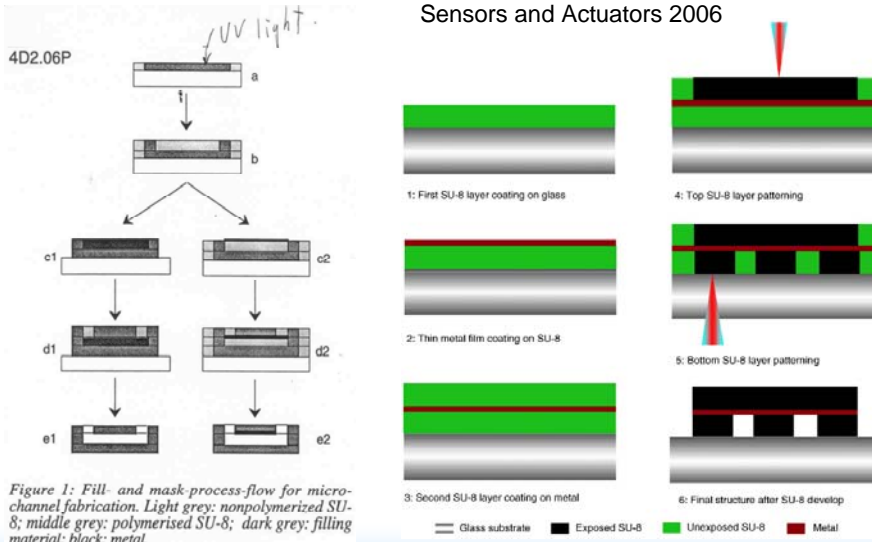 Sensors and Actuators 2006
UV light.
4D2.06P
a
b
c1
c2
d1
d2
e1
e2
Figure 1: Fill- and mask-process-flow for micro-
channel fabrication. Light grey: nonpolymerized SU-
8; middle grey: polymerised SU-8; dark grey: filling
material; black: metal
1: First SU-8 layer coating on glass
2: Thin metal film coating on SU-8
3: Second SU-8 layer coating on metal
4: Top SU-8 layer patterning
5: Bottom SU-8 layer patterning
6: Final structure after SU-8 develop
Glass substrate
Exposed SU-8
Unexposed SU-8
Metal